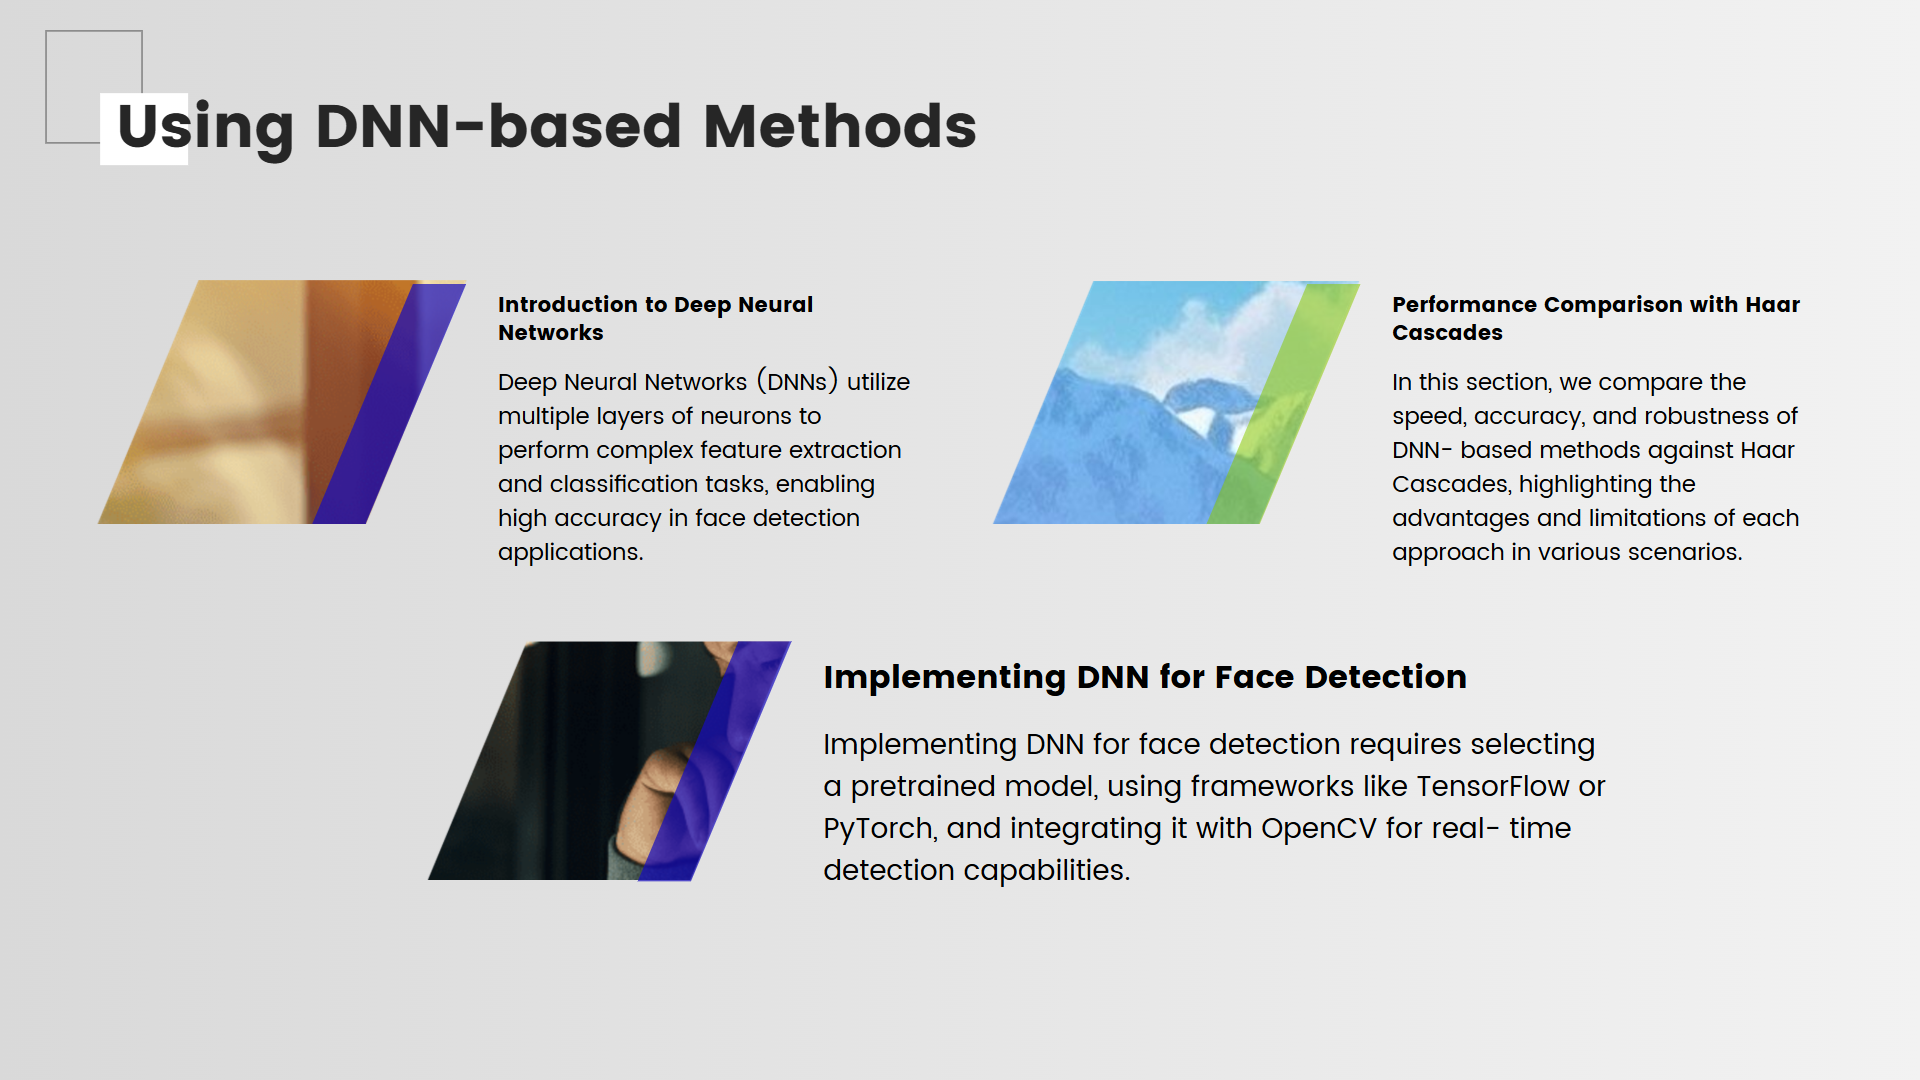 Using DNN-based Methods
Introduction to Deep Neural
Networks
Deep Neural Networks (DNNs) utilize
multiple layers of neurons to
perform complex feature extraction
and classification tasks, enabling
high accuracy in face detection
applications.
Performance Comparison with Haar
Cascades
In this section, we compare the
speed, accuracy, and robustness of
DNN- based methods against Haar
Cascades, highlighting the
advantages and limitations of each
approach in various scenarios.
Implementing DNN for Face Detection
Implementing DNN for face detection requires selecting
a pretrained model, using frameworks like TensorFlow or
PyTorch, and integrating it with OpenCV for real- time
detection capabilities.